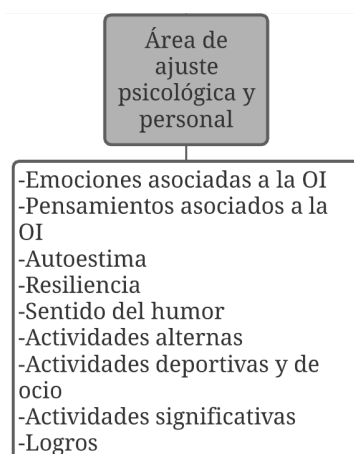 Área de
ajuste
psicológica y
personal
-Emociones asociadas a la OI
-Pensamientos asociados a la
OI
-Autoestima
-Resiliencia
-Sentido del humor
-Actividades alternas
-Actividades deportivas y de
ocio
-Actividades significativas
-Logros